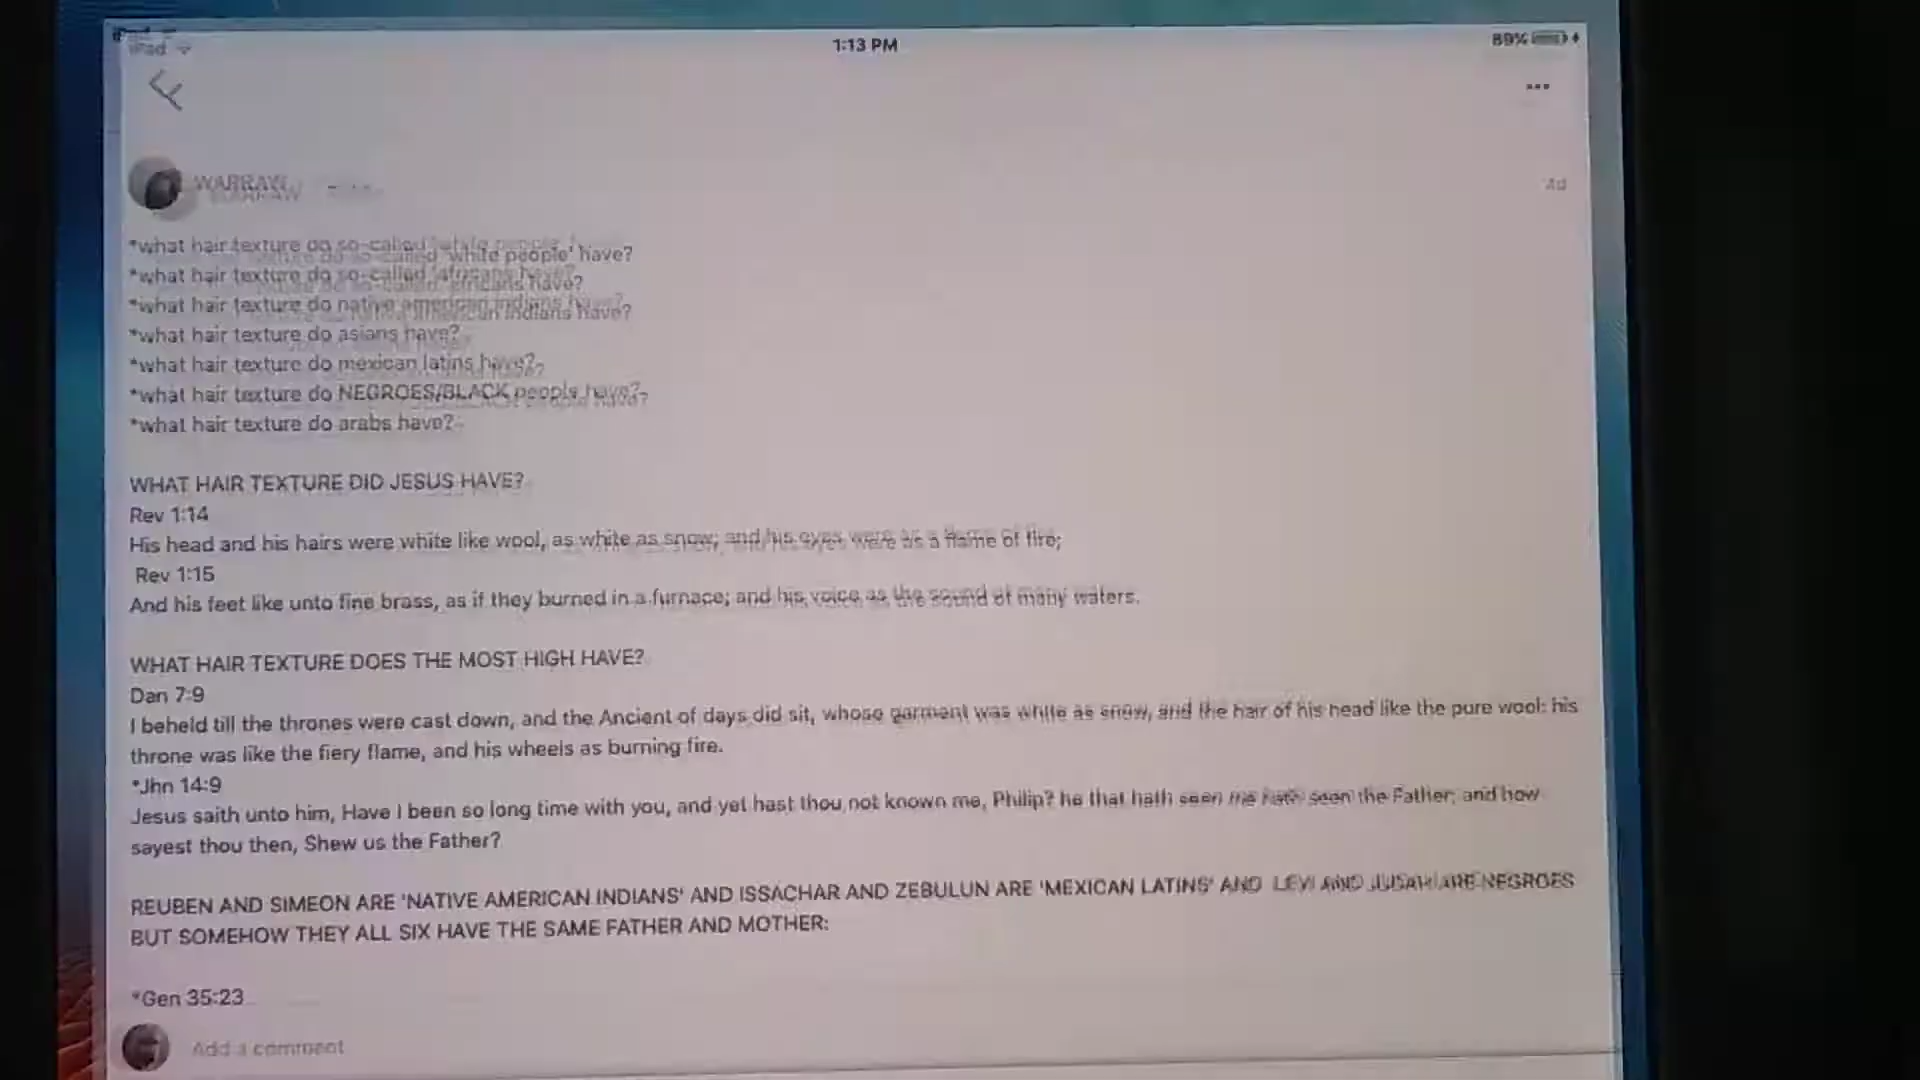 iPad
1:13 PM
89%
4d
*what hair texture do so-called 'white people' have?
*what hair texture do so-called 'africans have?
*what hair texture do native american indians have?
*what hair texture do asians have?
*what hair texture do mexican latins have?
*what hair texture do NEGROES/BLACK people have?
*what hair texture do arabs have?
WHAT HAIR TEXTURE DID JESUS HAVE?
Rev 1:14
His head and his hairs were white like wool, as white as snow; and his eyes were as a flame of fire;
Rev 1:15
And his feet like unto fine brass, as if they burned in a furnace; and his voice as the sound of many waters.
WHAT HAIR TEXTURE DOES THE MOST HIGH HAVE?
Dan 7:9
I beheld till the thrones were cast down, and the Ancient of days did sit, whose garment was white as snow, and the hair of his head like the pure wool: his
throne was like the fiery flame, and his wheels as burning fire.
*Jhn 14:9
Jesus saith unto him, Have I been so long time with you, and yet hast thou not known me, Philip? he that hath seen me hath seen the Father; and how
sayest thou then, Shew us the Father?
REUBEN AND SIMEON ARE 'NATIVE AMERICAN INDIANS' AND ISSACHAR AND ZEBULUN ARE 'MEXICAN LATINS' AND LEVI AND JUDAH ARE NEGROES
BUT SOMEHOW THEY ALL SIX HAVE THE SAME FATHER AND MOTHER:
*Gen 35:23
Add a comment